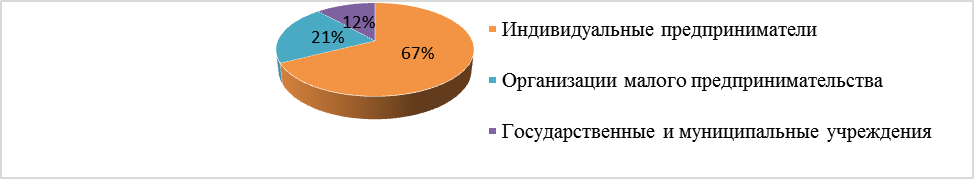 12%
21%
67%
Индивидуальные предприниматели
Организации малого предпринимательства
Государственные и муниципальные учреждения